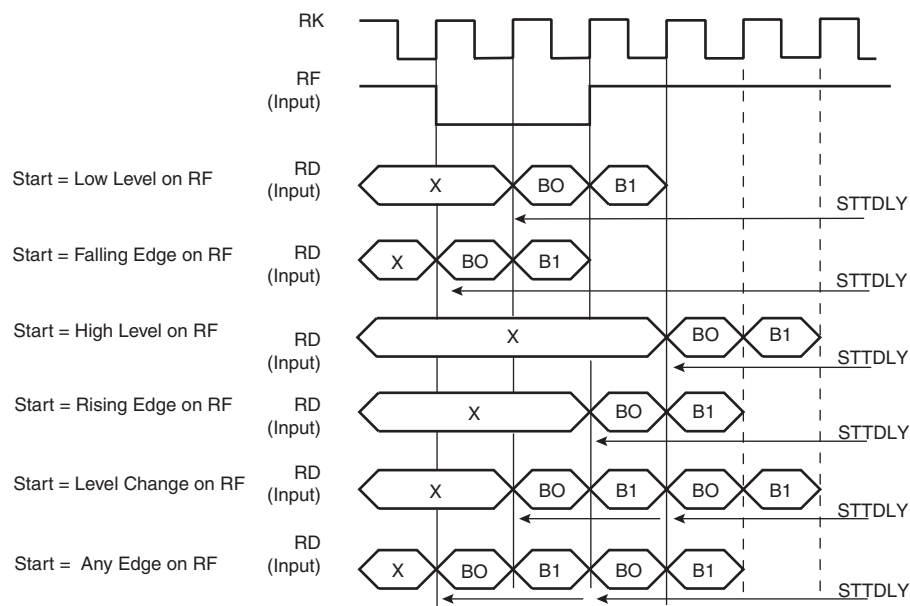 RK
RF
(Input)
Start = Low Level on RF
RD
(Input)
X
BO
B1
STTDLY
Start = Falling Edge on RF
RD
(Input)
X
BO
B1
STTDLY
Start = High Level on RF
RD
(Input)
X
BO
B1
STTDLY
Start = Rising Edge on RF
RD
(Input)
X
BO
B1
STTDLY
Start = Level Change on RF
RD
(Input)
X
BO
B1
BO
B1
STTDLY
Start = Any Edge on RF
RD
(Input)
X
BO
B1
BO
B1
STTDLY